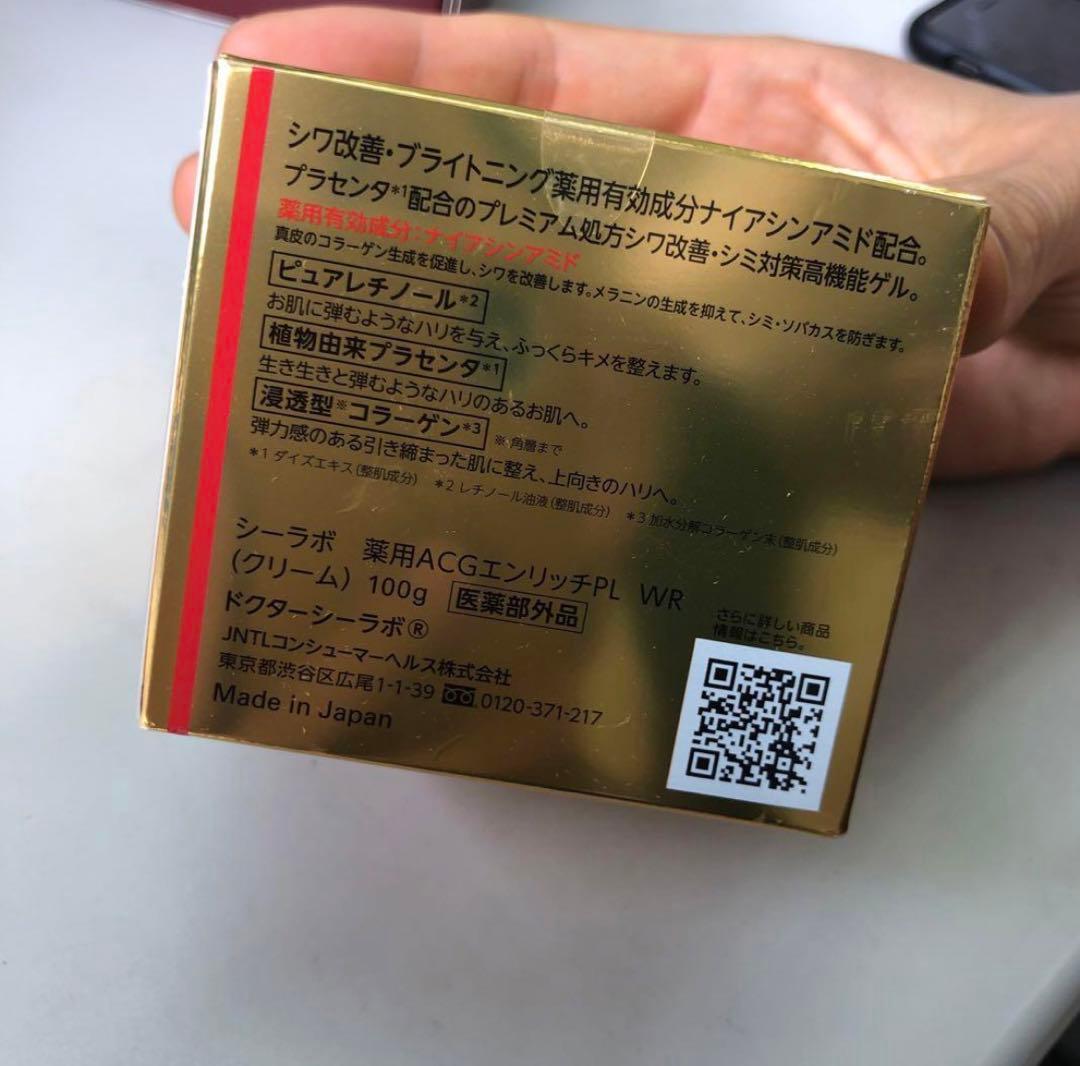 シワ改善・ブライトニング薬用有効成分ナイアシンアミド配合。
プラセンタ*1配合のプレミアム処方シワ改善・シミ対策高機能ゲル。
薬用有効成分：ナイアシンアミド
真皮のコラーゲン生成を促進し、シワを改善します。メラニンの生成を抑えて、シミ・ソバカスを防ぎます。
ピュアレチノール*2
お肌に弾むようなハリを与え、ふっくらキメを整えます。
植物由来プラセンタ*1
生き生きと弾むようなハリのあるお肌へ。
浸透型※コラーゲン*3 ※角層まで
弾力感のある引き締まった肌に整え、上向きのハリへ。
*1 ダイズエキス（整肌成分） *2 レチノール油液（整肌成分） *3 加水分解コラーゲン末（整肌成分）
シーラボ 薬用ACGエンリッチPL WR
（クリーム）100g 医薬部外品
ドクターシーラボ®
JNTLコンシューマーヘルス株式会社
東京都渋谷区広尾1-1-39 0120-371-217
Made in Japan
さらに詳しい商品
情報はこちら。